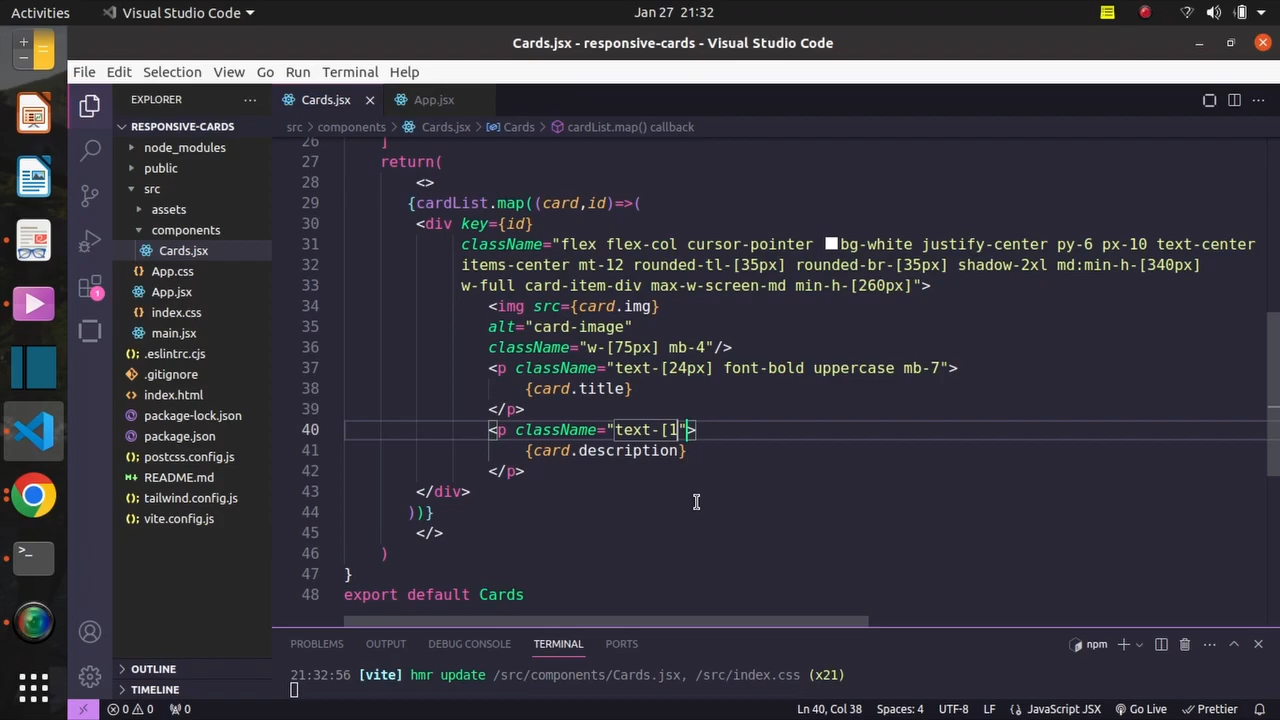 Activities
Visual Studio Code
Jan 27 21:32
Cards.jsx - responsive-cards - Visual Studio Code
File Edit Selection View Go Run Terminal Help
EXPLORER
Cards.jsx
App.jsx
RESPONSIVE-CARDS
src
components
Cards.jsx
Cards
cardList.map() callback
node_modules
public
src
assets
components
Cards.jsx
App.css
App.jsx
index.css
main.jsx
.eslintrc.cjs
.gitignore
index.html
package-lock.json
package.json
postcss.config.js
README.md
tailwind.config.js
vite.config.js
OUTLINE
TIMELINE
1
26 ]
27 return(
28 <>
29 {cardList.map((card,id)=>(
30 <div key={id}
31 className="flex flex-col cursor-pointer bg-white justify-center py-6 px-10 text-center
32 items-center mt-12 rounded-tl-[35px] rounded-br-[35px] shadow-2xl md:min-h-[340px]
33 w-full card-item-div max-w-screen-md min-h-[260px]">
34 <img src={card.img}
35 alt="card-image"
36 className="w-[75px] mb-4"/>
37 <p className="text-[24px] font-bold uppercase mb-7">
38 {card.title}
39 </p>
40 <p className="text-[1">
41 {card.description}
42 </p>
43 </div>
44 ))}
45 </>
46 )
47 }
48 export default Cards
PROBLEMS OUTPUT DEBUG CONSOLE TERMINAL PORTS
npm
21:32:56 [vite] hmr update /src/components/Cards.jsx, /src/index.css (x21)
0 0 0
Ln 40, Col 38 Spaces: 4 UTF-8 LF JavaScript JSX Go Live Prettier